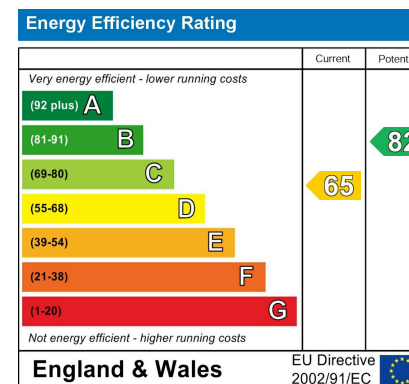 Energy Efficiency Rating
Current Potent
Very energy efficient - lower running costs
(92 plus) A
(81-91) B
82
(69-80) C
65
(55-68) D
(39-54) E
(21-38) F
(1-20) G
Not energy efficient - higher running costs
England & Wales
EU Directive
2002/91/EC